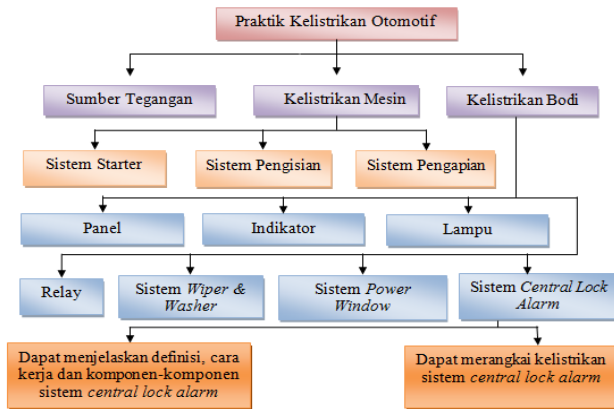 Praktik Kelistrikan Otomotif
Sumber Tegangan
Kelistrikan Mesin
Kelistrikan Bodi
Sistem Starter
Sistem Pengisian
Sistem Pengapian
Panel
Indikator
Lampu
Relay
Sistem Wiper &
Washer
Sistem Power
Window
Sistem Central Lock
Alarm
Dapat menjelaskan definisi, cara
kerja dan komponen-komponen
sistem central lock alarm
Dapat merangkai kelistrikan
sistem central lock alarm